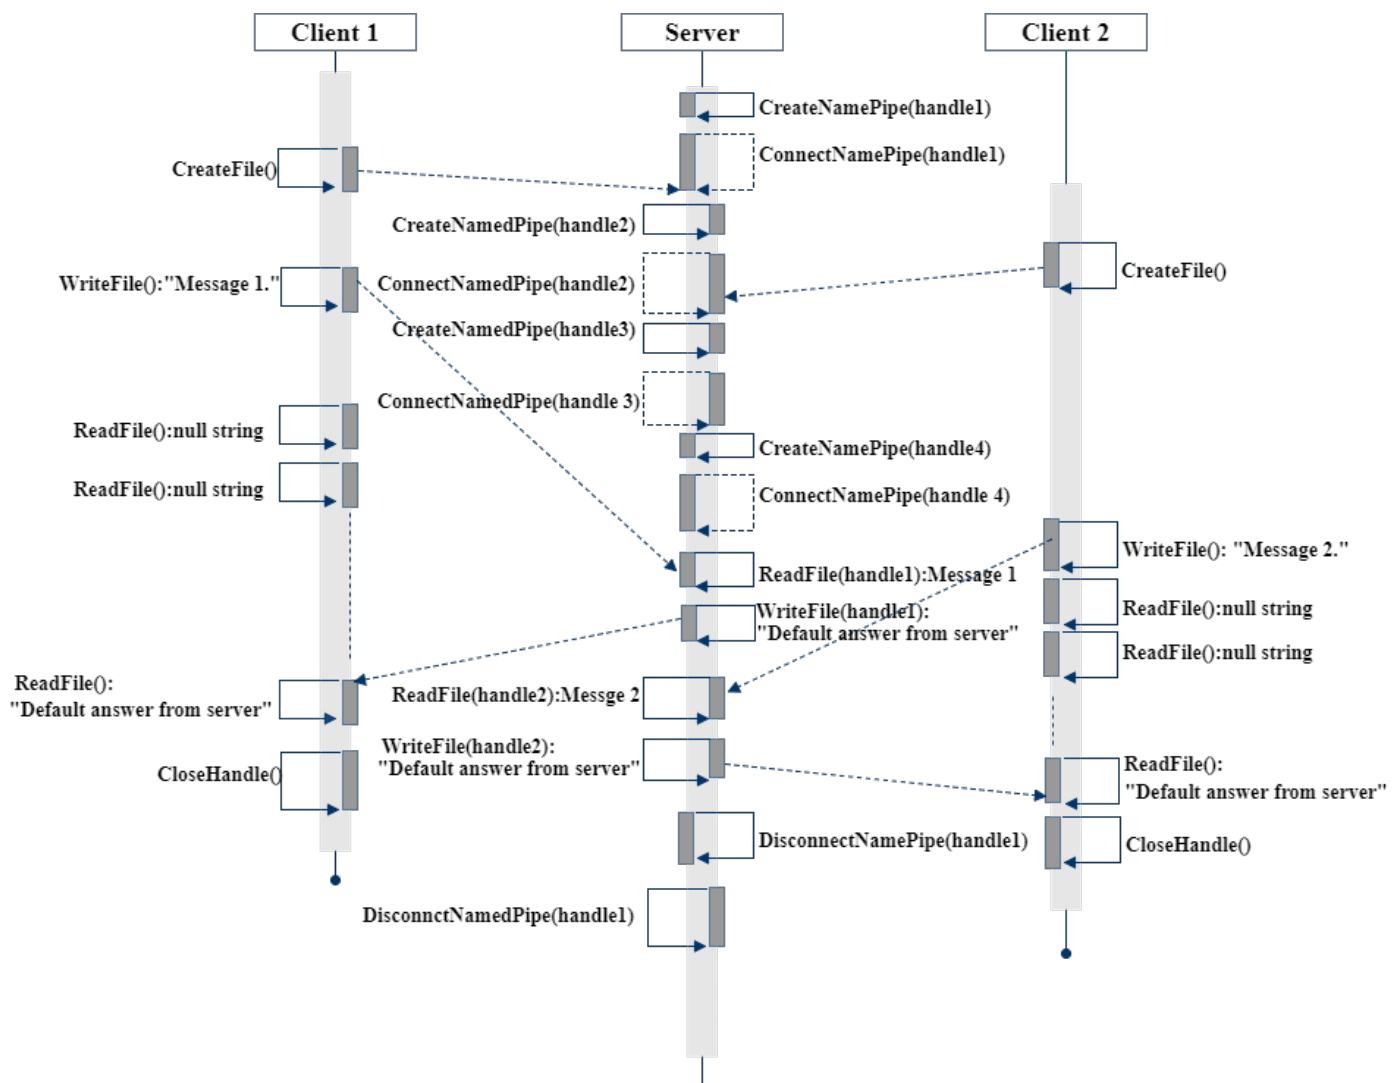 Client 1
Server
Client 2
CreateNamePipe(handle1)
ConnectNamePipe(handle1)
CreateFile()
CreateNamedPipe(handle2)
CreateFile()
WriteFile():"Message 1."
ConnectNamedPipe(handle2)
CreateNamedPipe(handle3)
ConnectNamedPipe(handle 3)
ReadFile():null string
CreateNamePipe(handle4)
ReadFile():null string
ConnectNamePipe(handle 4)
WriteFile(): "Message 2."
ReadFile(handle1):Message 1
ReadFile():null string
WriteFile(handle1):
"Default answer from server"
ReadFile():null string
ReadFile():
"Default answer from server"
ReadFile(handle2):Messge 2
WriteFile(handle2):
"Default answer from server"
ReadFile():
"Default answer from server"
CloseHandle()
DisconnectNamePipe(handle1)
CloseHandle()
DisconnctNamedPipe(handle1)